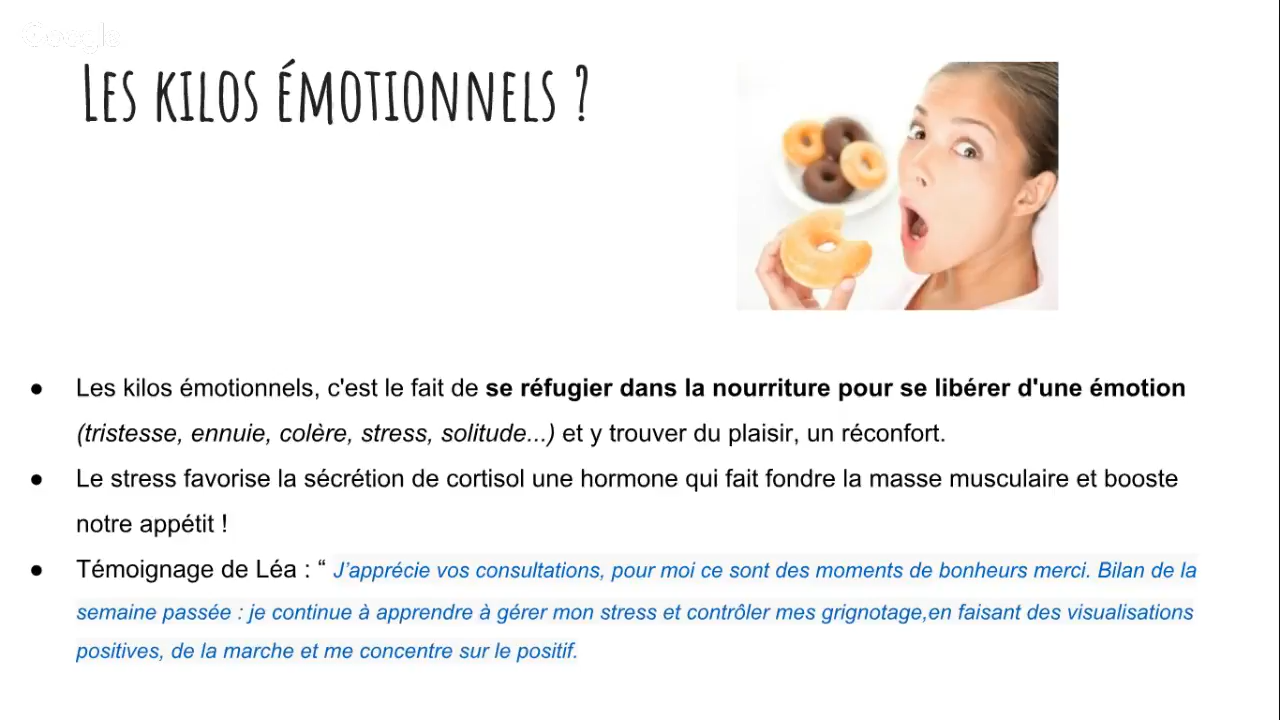 Google
Les kilos émotionnels ?
● Les kilos émotionnels, c'est le fait de se réfugier dans la nourriture pour se libérer d'une émotion
(tristesse, ennuie, colère, stress, solitude...) et y trouver du plaisir, un réconfort.
● Le stress favorise la sécrétion de cortisol une hormone qui fait fondre la masse musculaire et booste
notre appétit !
● Témoignage de Léa : “ J’apprécie vos consultations, pour moi ce sont des moments de bonheurs merci. Bilan de la
semaine passée : je continue à apprendre à gérer mon stress et contrôler mes grignotage,en faisant des visualisations
positives, de la marche et me concentre sur le positif.